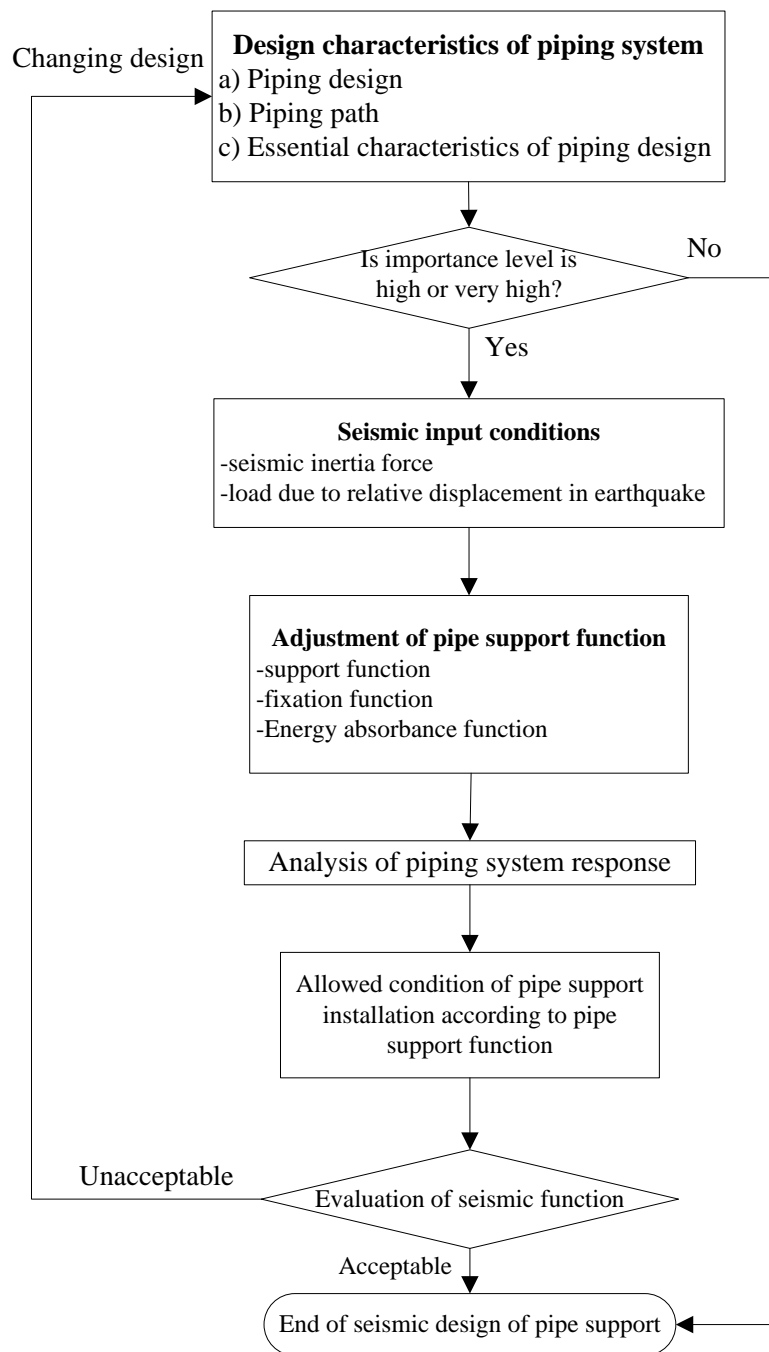 Changing design
Design characteristics of piping system
a) Piping design
b) Piping path
c) Essential characteristics of piping design
Is importance level is
high or very high?
No
Yes
Seismic input conditions
-seismic inertia force
-load due to relative displacement in earthquake
Adjustment of pipe support function
-support function
-fixation function
-Energy absorbance function
Analysis of piping system response
Allowed condition of pipe support
installation according to pipe
support function
Unacceptable
Evaluation of seismic function
Acceptable
End of seismic design of pipe support